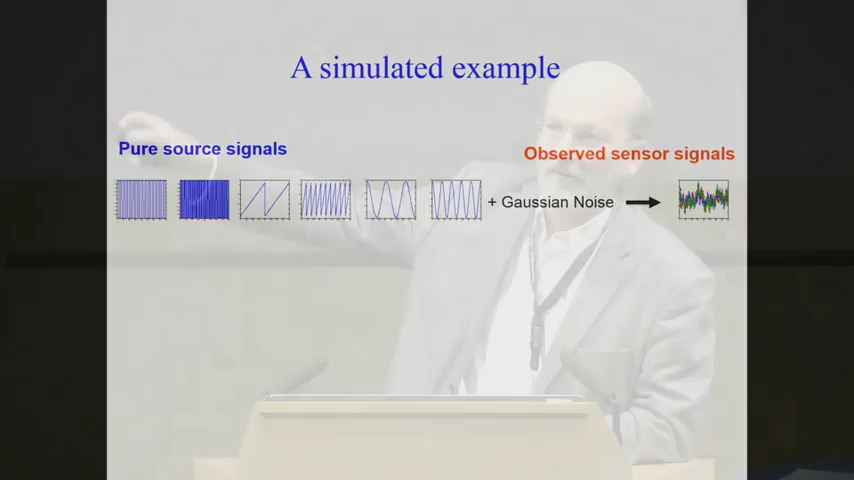 A simulated example
Pure source signals
Observed sensor signals
+ Gaussian Noise